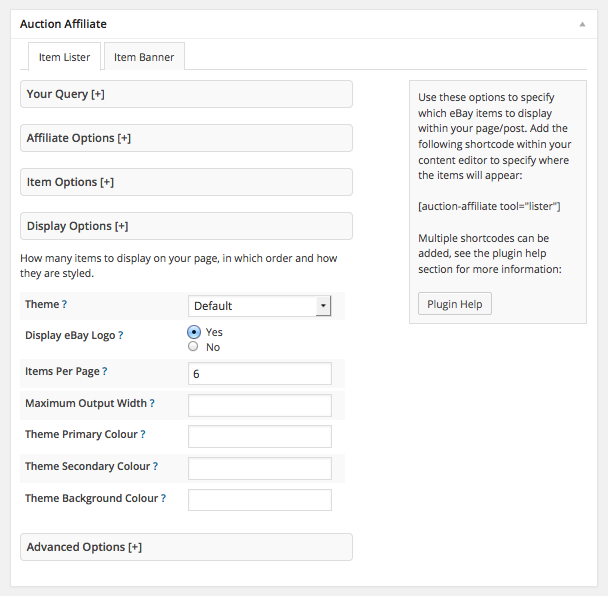 Auction Affiliate
Item Lister
Item Banner
Your Query [+]
Affiliate Options [+]
Item Options [+]
Display Options [+]
How many items to display on your page, in which order and how
they are styled.
Theme ?
Default
Display eBay Logo ?
Yes
No
Items Per Page ?
6
Maximum Output Width ?
Theme Primary Colour ?
Theme Secondary Colour ?
Theme Background Colour ?
Advanced Options [+]
Use these options to specify
which eBay items to display
within your page/post. Add the
following shortcode within your
content editor to specify where
the items will appear:
[auction-affiliate tool="lister"]
Multiple shortcodes can be
added, see the plugin help
section for more information:
Plugin Help